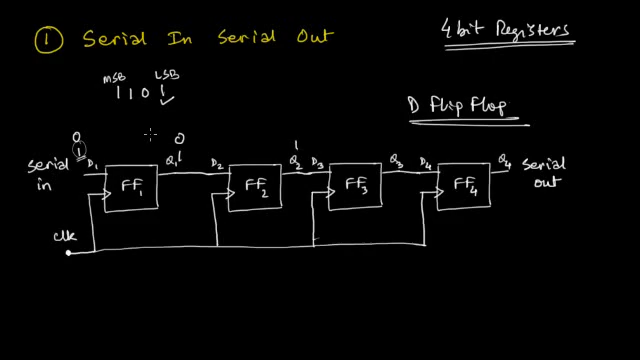 ① Serial In Serial Out
4 bit Registers
MSB LSB
1 1 0 1
D Flip Flop
0 0 1
1 1
Serial in D₁ FF₁ Q₁ D₂ FF₂ Q₂ D₃ FF₃ Q₃ D₄ FF₄ Q₄ Serial out
clk